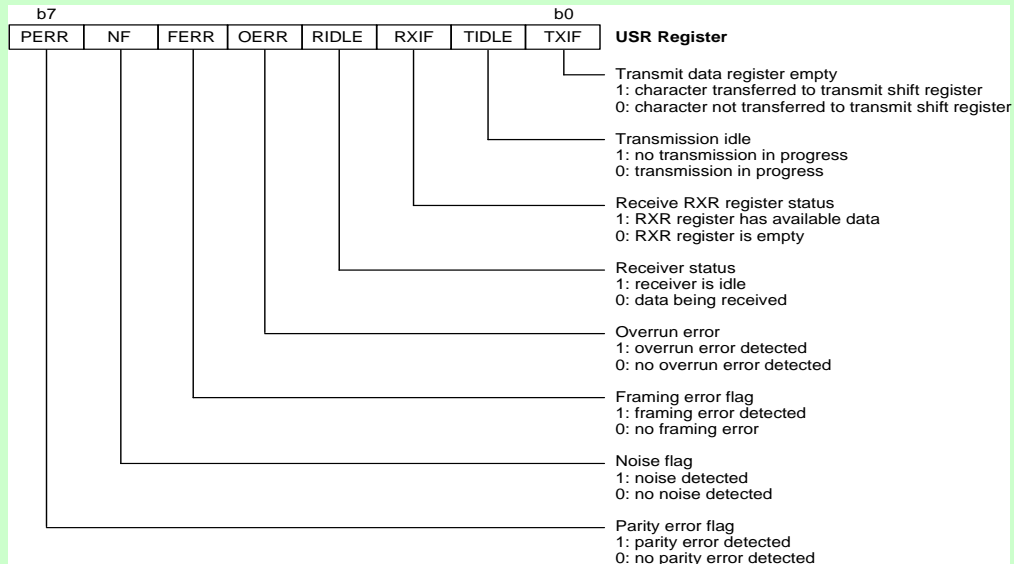 b7 b0
PERR NF FERR OERR RIDLE RXIF TIDLE TXIF USR Register
Transmit data register empty
1: character transferred to transmit shift register
0: character not transferred to transmit shift register
Transmission idle
1: no transmission in progress
0: transmission in progress
Receive RXR register status
1: RXR register has available data
0: RXR register is empty
Receiver status
1: receiver is idle
0: data being received
Overrun error
1: overrun error detected
0: no overrun error detected
Framing error flag
1: framing error detected
0: no framing error
Noise flag
1: noise detected
0: no noise detected
Parity error flag
1: parity error detected
0: no parity error detected